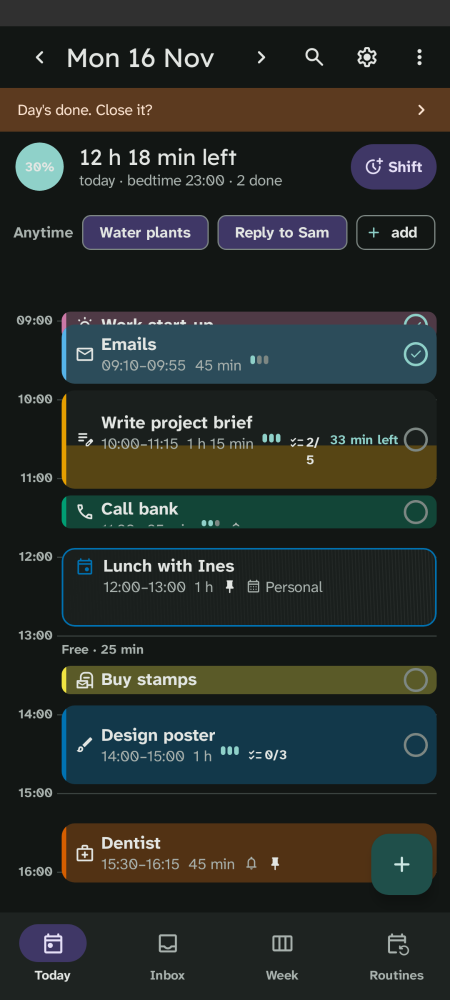 Mon 16 Nov
Day's done. Close it?
30%
12 h 18 min left
today · bedtime 23:00 · 2 done
Shift
Anytime
Water plants
Reply to Sam
+ add
09:00
Work start-up
Emails
09:10–09:55 45 min
10:00
Write project brief
10:00–11:15 1 h 15 min
2/
5
33 min left
11:00
Call bank
12:00
Lunch with Ines
12:00–13:00 1 h
Personal
13:00
Free · 25 min
Buy stamps
14:00
Design poster
14:00–15:00 1 h
0/3
15:00
Dentist
15:30–16:15 45 min
16:00
+
Today
Inbox
Week
Routines